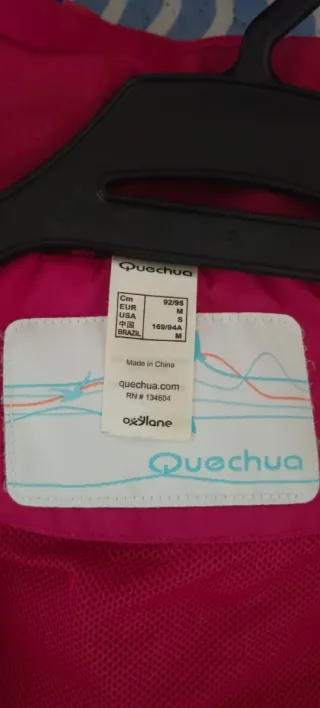 Quechua
Cm 92/95
EUR M
USA S
中国 169/94A
BRAZIL M
Made in China
quechua.com
RN # 134604
oxylane
Quechua